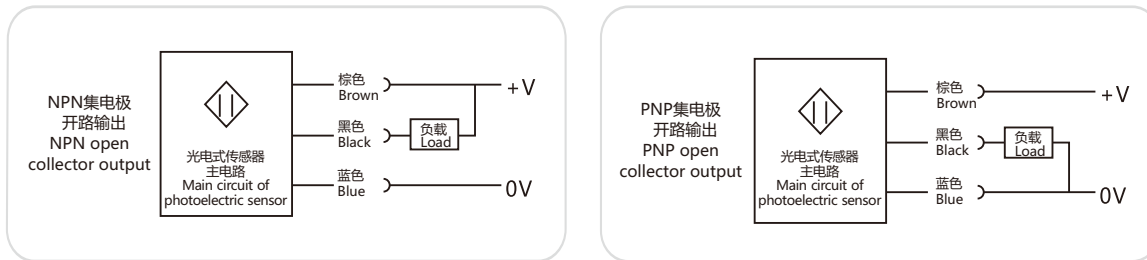 NPN集电极
开路输出
NPN open
collector output
光电式传感器
主电路
Main circuit of
photoelectric sensor
棕色
Brown
+V
黑色
Black
负载
Load
蓝色
Blue
0V
PNP集电极
开路输出
PNP open
collector output
光电式传感器
主电路
Main circuit of
photoelectric sensor
棕色
Brown
+V
黑色
Black
负载
Load
蓝色
Blue
0V